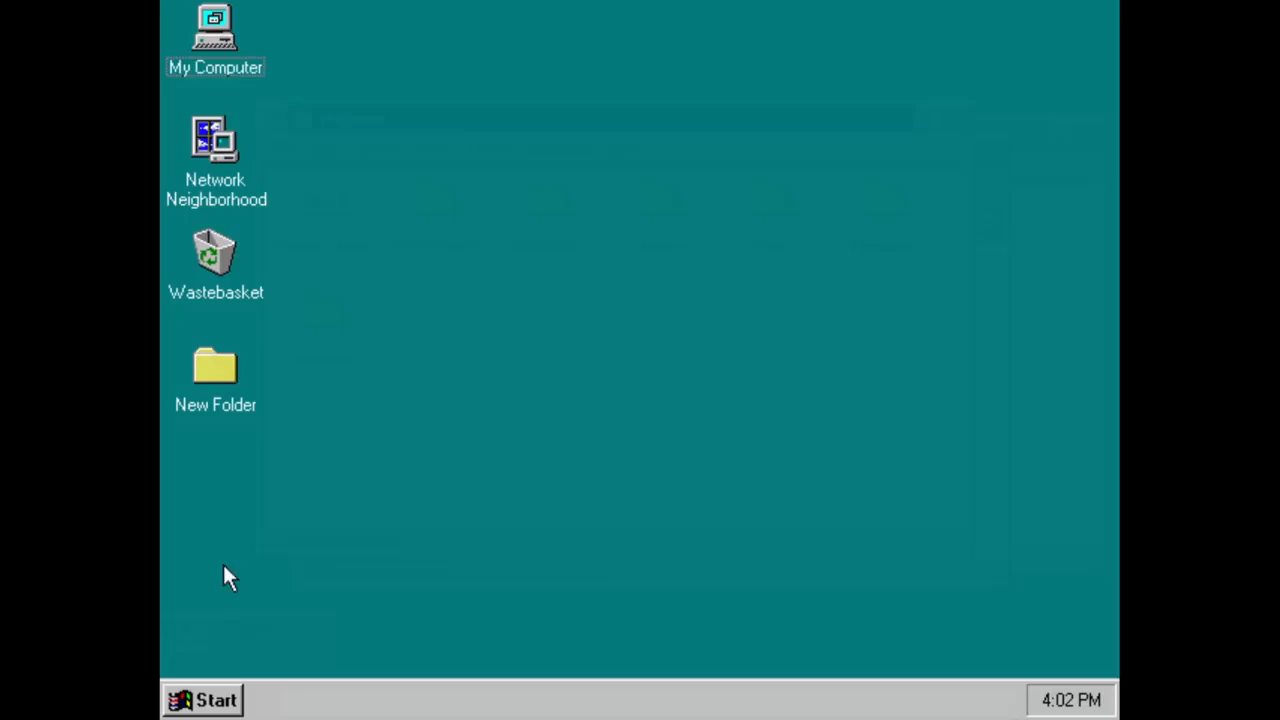 My Computer
Network
Neighborhood
Wastebasket
New Folder
Start
4:02 PM